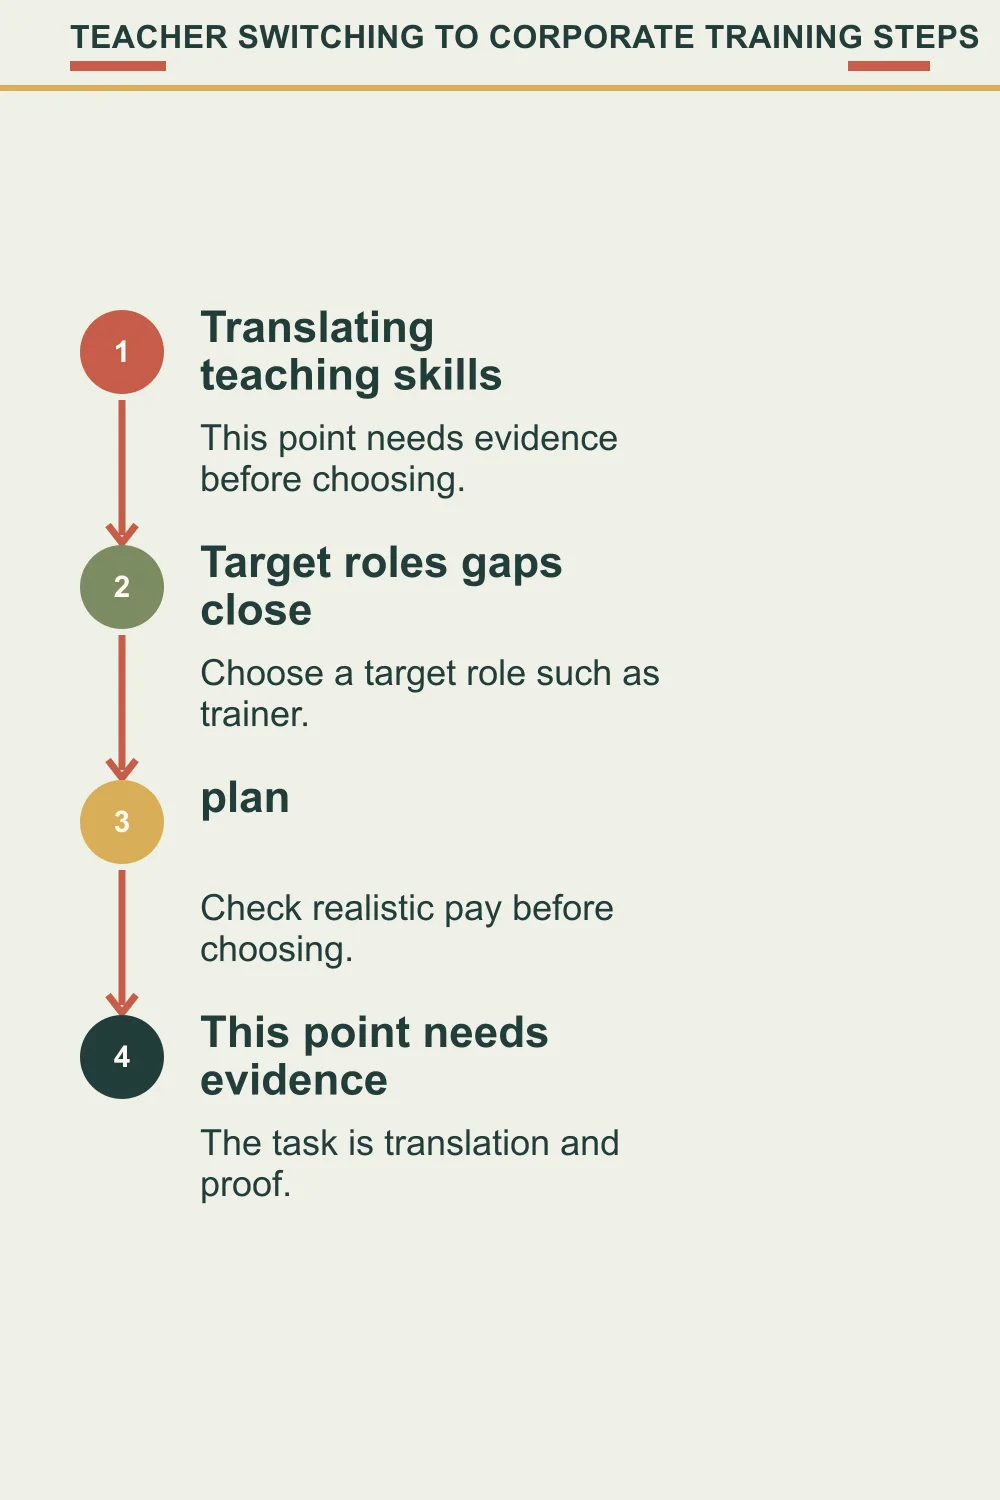 TEACHER SWITCHING TO CORPORATE TRAINING STEPS
1
Translating
teaching skills
This point needs evidence
before choosing.
2
Target roles gaps
close
Choose a target role such as
trainer.
3
plan
Check realistic pay before
choosing.
4
This point needs
evidence
The task is translation and
proof.